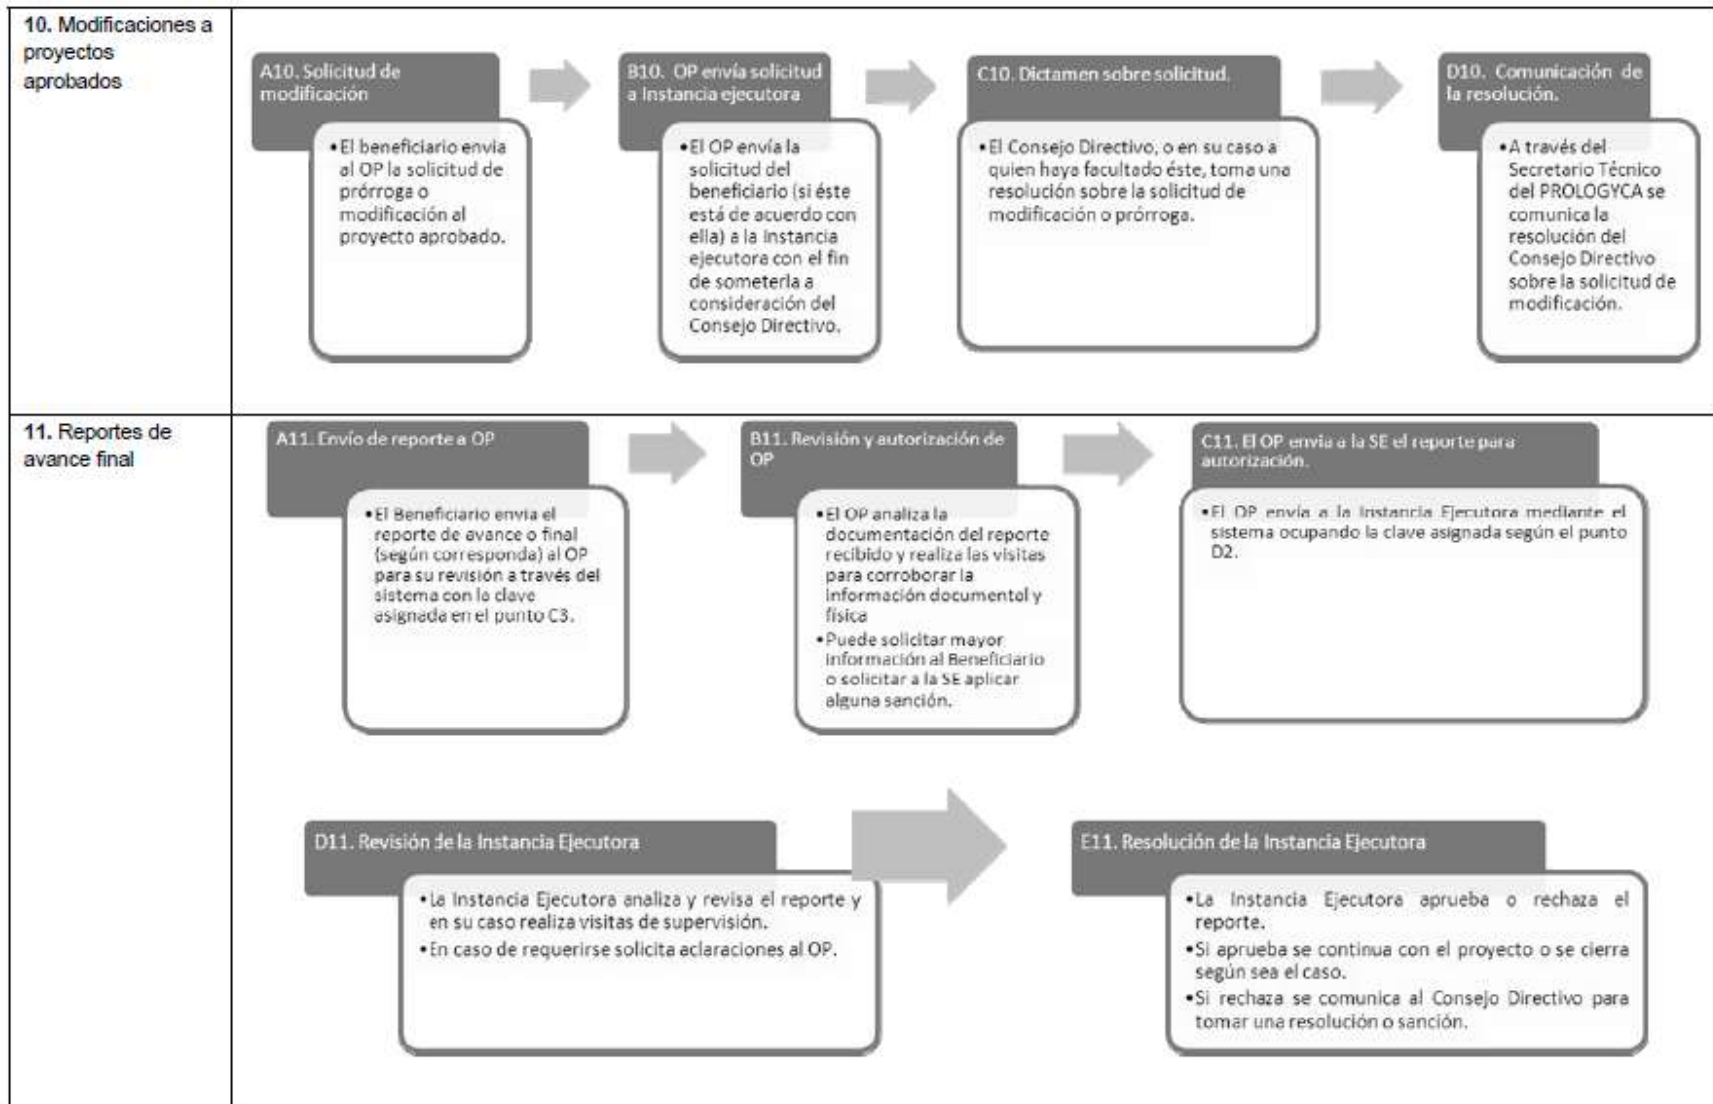 10. Modificaciones a
proyectos
aprobados
A10. Solicitud de
modificación
•El beneficiario envia
al OP la solicitud de
prórroga o
modificación al
proyecto aprobado.
B10. OP envía solicitud
a Instancia ejecutora
•El OP envía la
solicitud del
beneficiario (si éste
está de acuerdo con
ella) a la Instancia
ejecutora con el fin
de someterla a
consideración del
Consejo Directivo.
C10. Dictamen sobre solicitud.
•El Consejo Directivo, o en su caso a
quien haya facultado éste, toma una
resolución sobre la solicitud de
modificación o prórroga.
D10. Comunicación de
la resolución.
•A través del
Secretario Técnico
del PROLOGYCA se
comunica la
resolución del
Consejo Directivo
sobre la solicitud de
modificación.
11. Reportes de
avance final
A11. Envío de reporte a OP
•El Beneficiario envia el
reporte de avance o final
(según corresponda) al OP
para su revisión a través del
sistema con la clave
asignada en el punto C3.
B11. Revisión y autorización de
OP
•El OP analiza la
documentación del reporte
recibido y realiza las visitas
para corroborar la
información documental y
física
•Puede solicitar mayor
información al Beneficiario
o solicitar a la SE aplicar
alguna sanción.
C11. El OP envia a la SE el reporte para
autorización.
•El OP envía a la Instancia Ejecutora mediante el
sistema ocupando la clave asignada según el punto
D2.
D11. Revisión de la Instancia Ejecutora
•La Instancia Ejecutora analiza y revisa el reporte y
en su caso realiza visitas de supervisión.
•En caso de requerirse solicita aclaraciones al OP.
E11. Resolución de la Instancia Ejecutora
•La Instancia Ejecutora aprueba o rechaza el
reporte.
•Si aprueba se continua con el proyecto o se cierra
según sea el caso.
•Si rechaza se comunica al Consejo Directivo para
tomar una resolución o sanción.